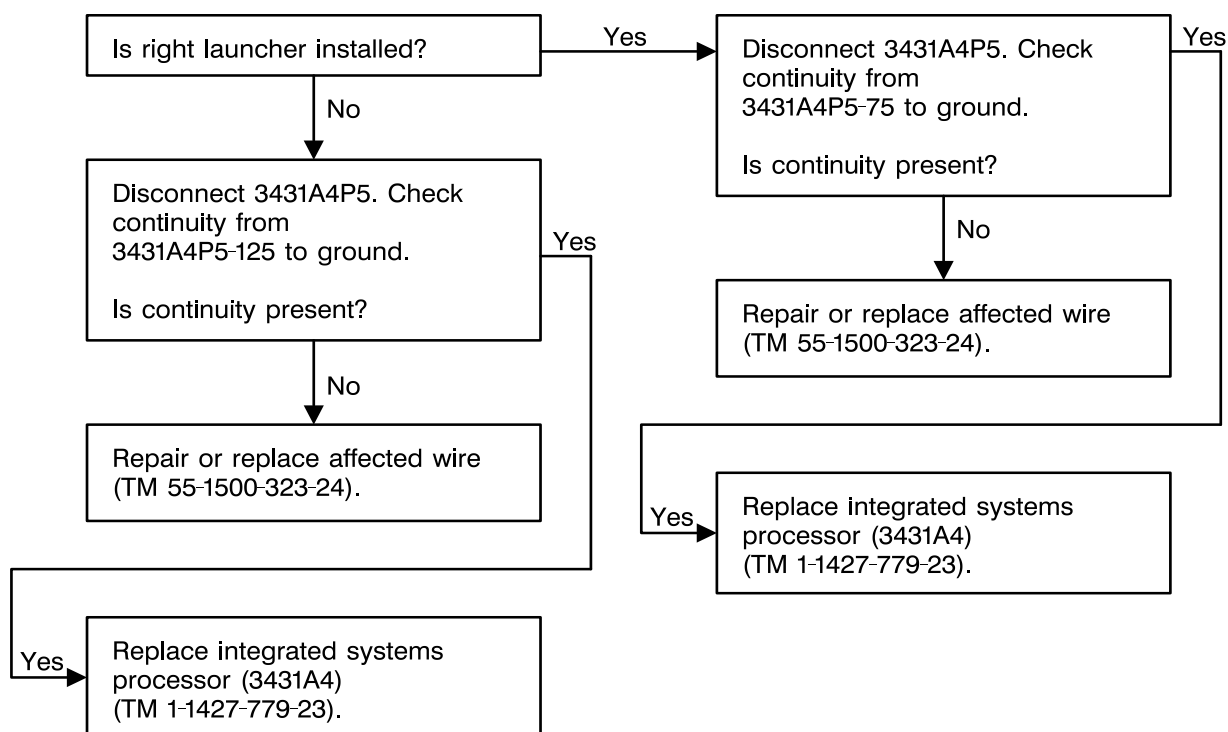 Is right launcher installed?
Yes
Disconnect 3431A4P5. Check
continuity from
3431A4P5-75 to ground.
Is continuity present?
Yes
No
Disconnect 3431A4P5. Check
continuity from
3431A4P5-125 to ground.
Is continuity present?
Yes
No
Repair or replace affected wire
(TM 55-1500-323-24).
No
Repair or replace affected wire
(TM 55-1500-323-24).
Yes
Replace integrated systems
processor (3431A4)
(TM 1-1427-779-23).
Yes
Replace integrated systems
processor (3431A4)
(TM 1-1427-779-23).